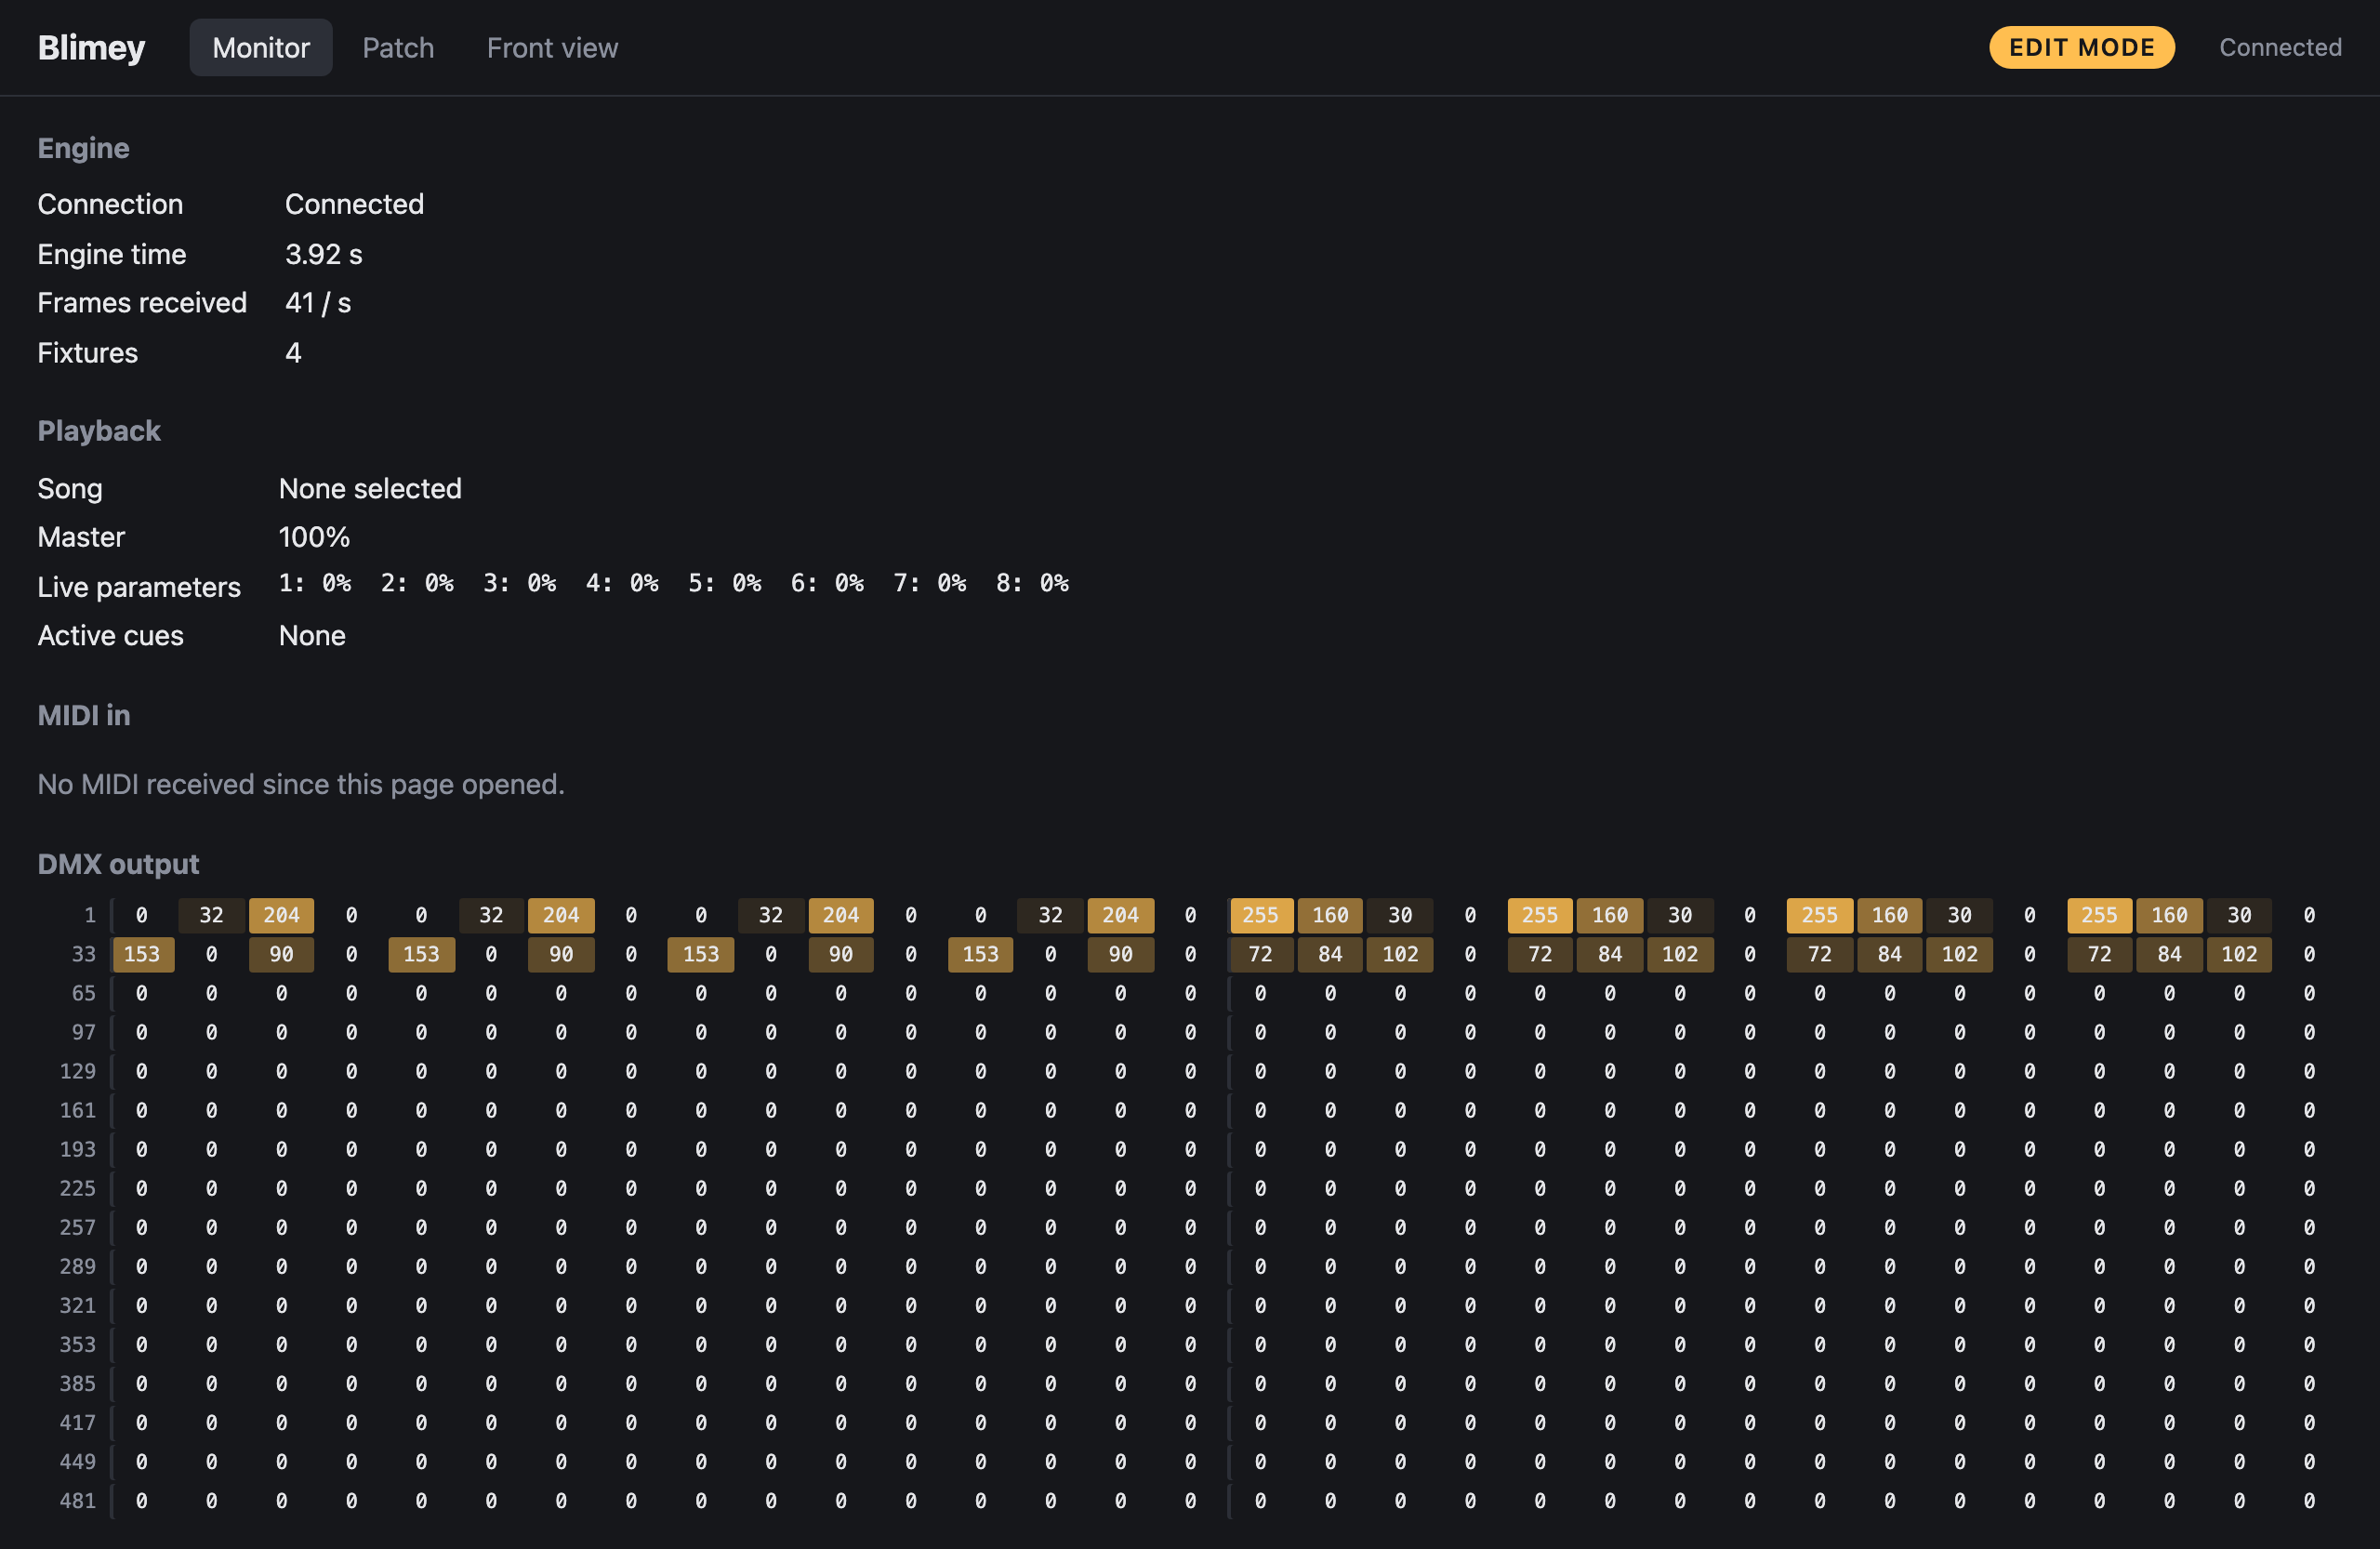 Blimey Monitor Patch Front view EDIT MODE Connected
Engine
Connection Connected
Engine time 3.92 s
Frames received 41 / s
Fixtures 4
Playback
Song None selected
Master 100%
Live parameters 1: 0% 2: 0% 3: 0% 4: 0% 5: 0% 6: 0% 7: 0% 8: 0%
Active cues None
MIDI in
No MIDI received since this page opened.
DMX output
1 0 32 204 0 0 32 204 0 0 32 204 0 0 32 204 0 255 160 30 0 255 160 30 0 255 160 30 0 255 160 30 0
33 153 0 90 0 153 0 90 0 153 0 90 0 153 0 90 0 72 84 102 0 72 84 102 0 72 84 102 0 72 84 102 0
65 0 0 0 0 0 0 0 0 0 0 0 0 0 0 0 0 0 0 0 0 0 0 0 0 0 0 0 0 0 0 0 0
97 0 0 0 0 0 0 0 0 0 0 0 0 0 0 0 0 0 0 0 0 0 0 0 0 0 0 0 0 0 0 0 0
129 0 0 0 0 0 0 0 0 0 0 0 0 0 0 0 0 0 0 0 0 0 0 0 0 0 0 0 0 0 0 0 0
161 0 0 0 0 0 0 0 0 0 0 0 0 0 0 0 0 0 0 0 0 0 0 0 0 0 0 0 0 0 0 0 0
193 0 0 0 0 0 0 0 0 0 0 0 0 0 0 0 0 0 0 0 0 0 0 0 0 0 0 0 0 0 0 0 0
225 0 0 0 0 0 0 0 0 0 0 0 0 0 0 0 0 0 0 0 0 0 0 0 0 0 0 0 0 0 0 0 0
257 0 0 0 0 0 0 0 0 0 0 0 0 0 0 0 0 0 0 0 0 0 0 0 0 0 0 0 0 0 0 0 0
289 0 0 0 0 0 0 0 0 0 0 0 0 0 0 0 0 0 0 0 0 0 0 0 0 0 0 0 0 0 0 0 0
321 0 0 0 0 0 0 0 0 0 0 0 0 0 0 0 0 0 0 0 0 0 0 0 0 0 0 0 0 0 0 0 0
353 0 0 0 0 0 0 0 0 0 0 0 0 0 0 0 0 0 0 0 0 0 0 0 0 0 0 0 0 0 0 0 0
385 0 0 0 0 0 0 0 0 0 0 0 0 0 0 0 0 0 0 0 0 0 0 0 0 0 0 0 0 0 0 0 0
417 0 0 0 0 0 0 0 0 0 0 0 0 0 0 0 0 0 0 0 0 0 0 0 0 0 0 0 0 0 0 0 0
449 0 0 0 0 0 0 0 0 0 0 0 0 0 0 0 0 0 0 0 0 0 0 0 0 0 0 0 0 0 0 0 0
481 0 0 0 0 0 0 0 0 0 0 0 0 0 0 0 0 0 0 0 0 0 0 0 0 0 0 0 0 0 0 0 0